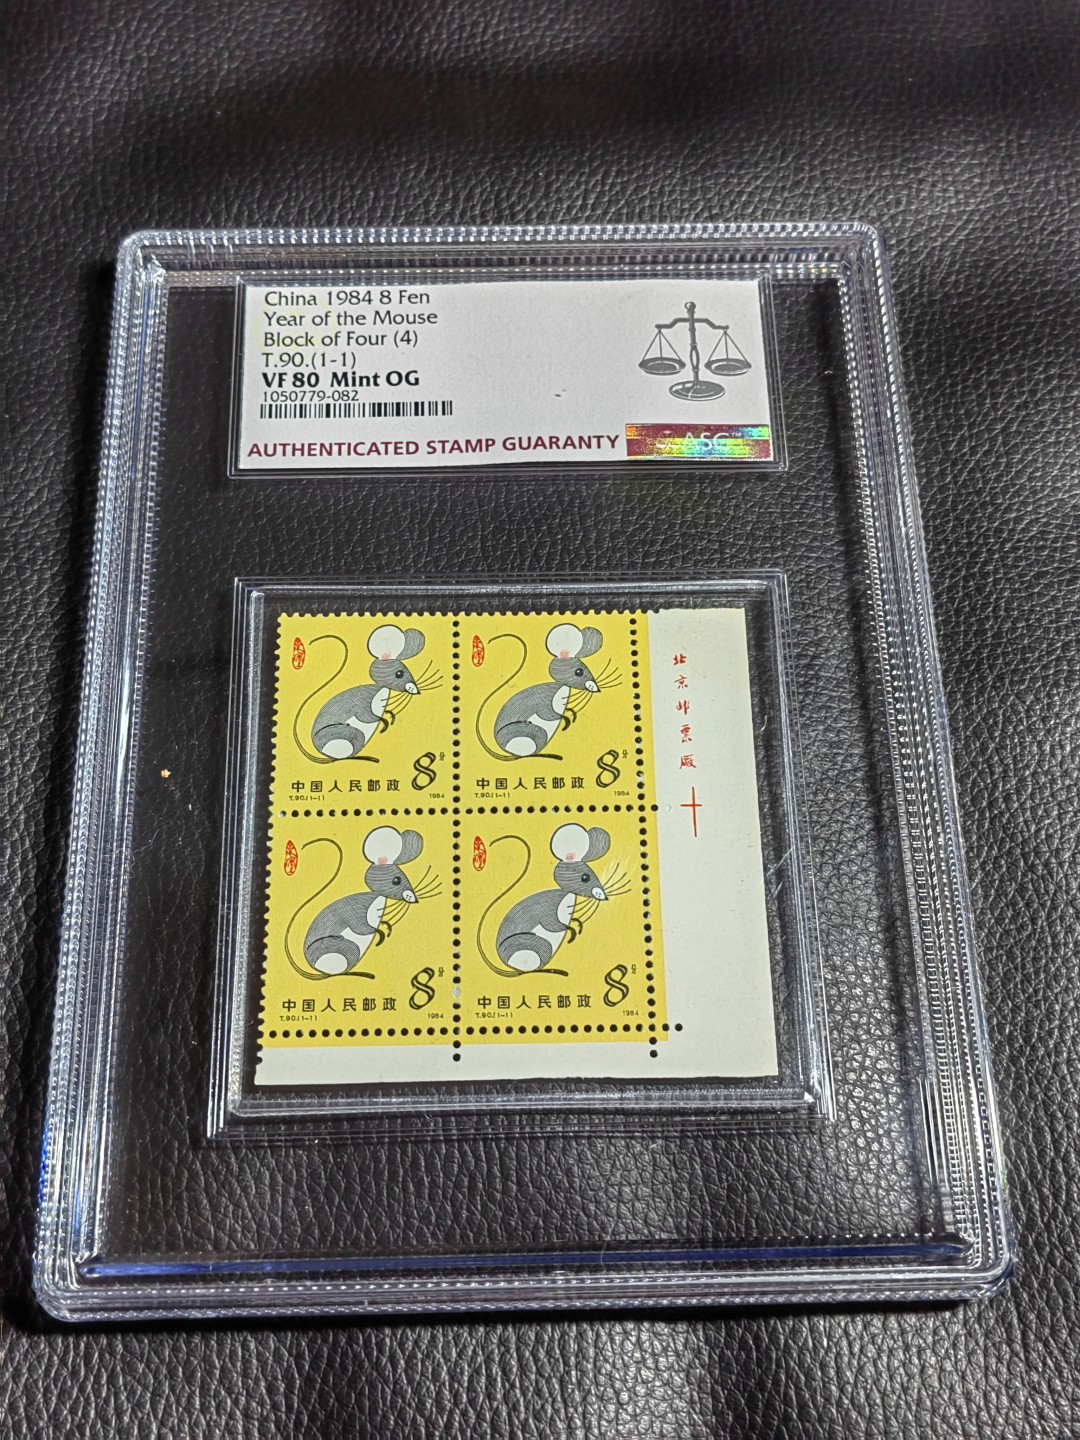 China 1984 8 Fen
Year of the Mouse
Block of Four (4)
T.90.(1-1)
VF 80 Mint OG
1050779-082
AUTHENTICATED STAMP GUARANTY ASG
8分
中国人民邮政
T.90.(1-1) 1984
8分
中国人民邮政
T.90.(1-1) 1984
北京邮票厂
8分
中国人民邮政
T.90.(1-1) 1984
8分
中国人民邮政
T.90.(1-1) 1984